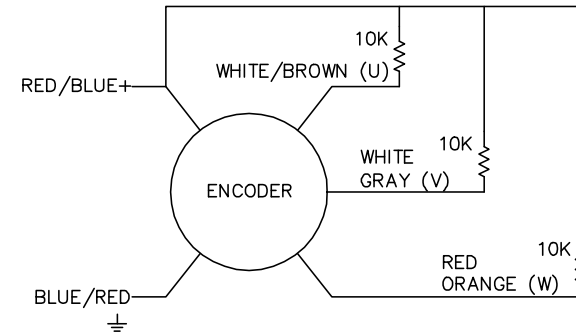 10K
WHITE/BROWN (U)
RED/BLUE+
10K
WHITE
GRAY (V)
ENCODER
10K
RED
ORANGE (W)
BLUE/RED